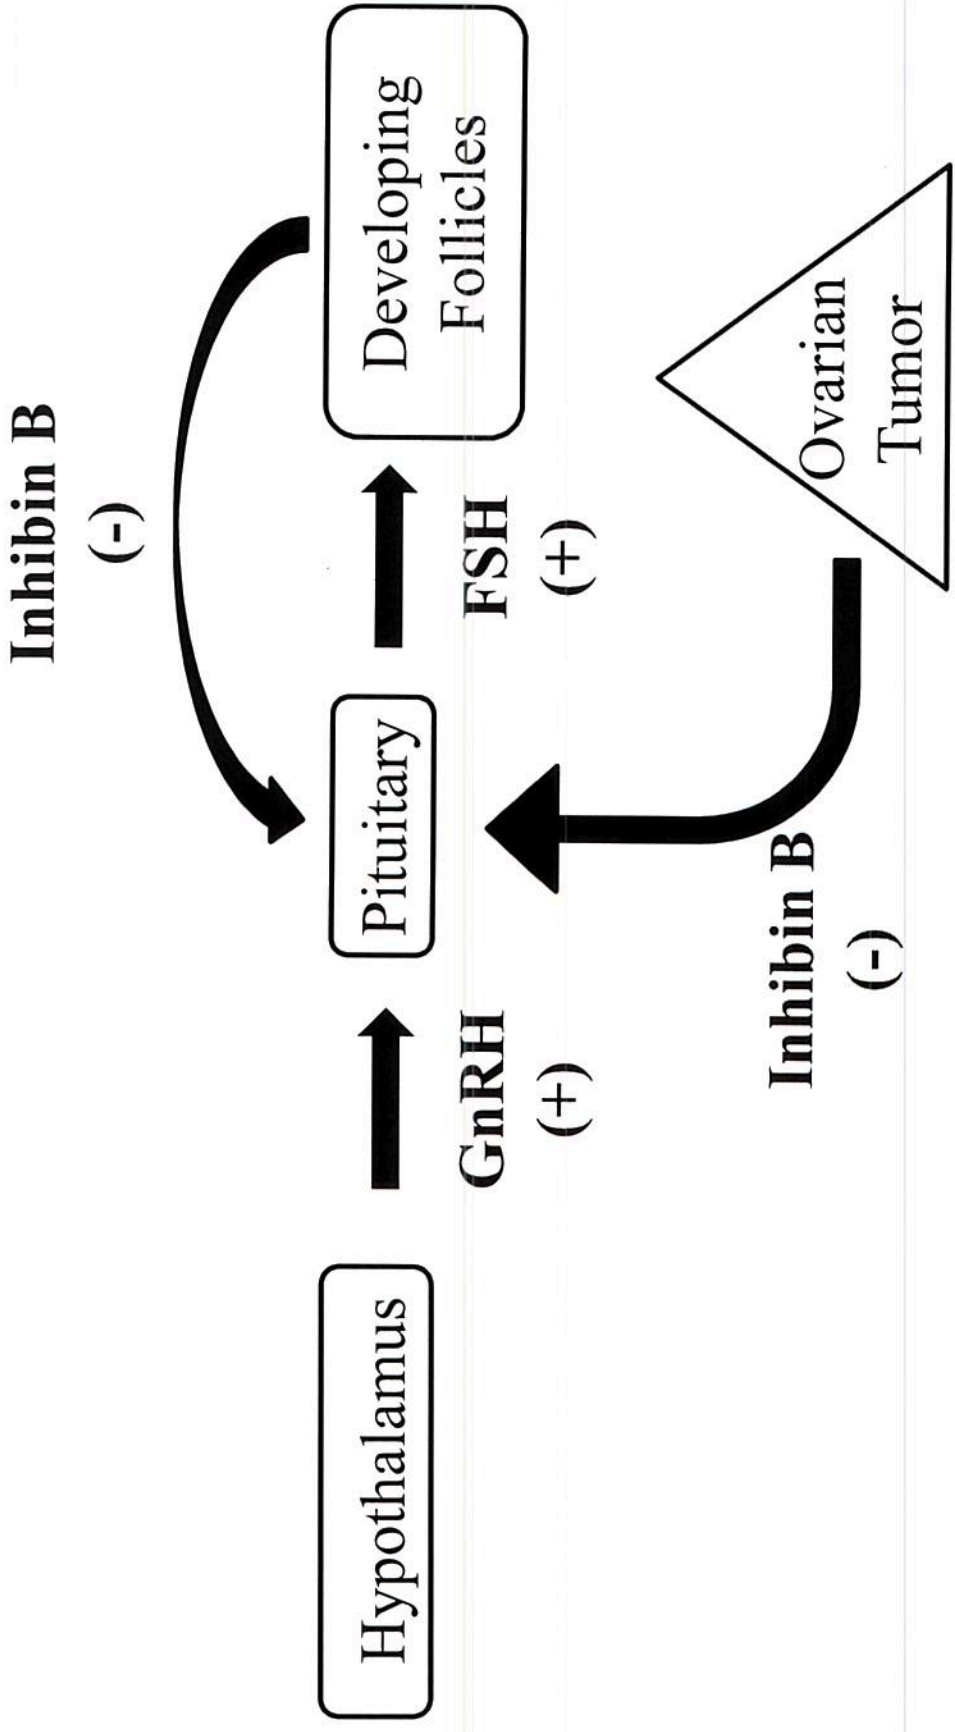 Inhibin B
(-)
Hypothalamus
GnRH
(+)
Pituitary
FSH
(+)
Developing
Follicles
Inhibin B
(-)
Ovarian
Tumor